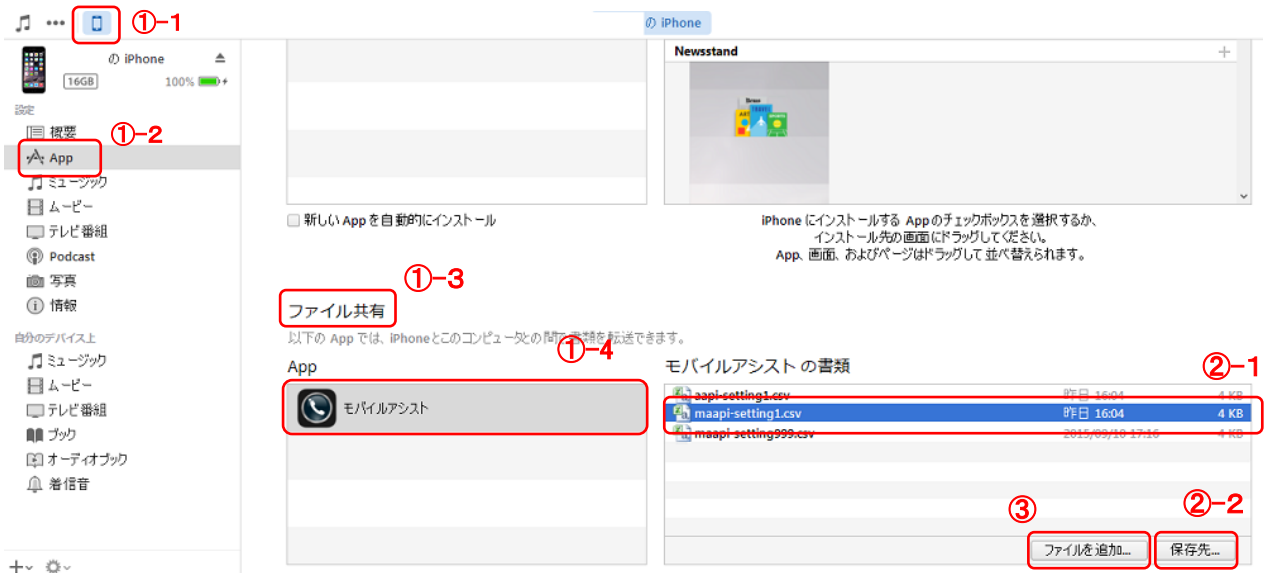 ①-1
の iPhone
の iPhone
16GB
100%
設定
概要
①-2
App
ミュージック
ムービー
テレビ番組
Podcast
写真
情報
自分のデバイス上
ミュージック
ムービー
テレビ番組
ブック
オーディオブック
着信音
Newsstand
新しい App を自動的にインストール
iPhone にインストールする App のチェックボックスを選択するか、
インストール先の画面にドラッグしてください。
App、画面、およびページはドラッグして並べ替えられます。
①-3
ファイル共有
以下の App では、iPhoneとこのコンピュータとの間で書類を転送できます。
①-4
App
モバイルアシスト
モバイルアシスト の書類
②-1
aapi-setting1.csv 昨日 16:04 4 KB
maapi-setting1.csv 昨日 16:04 4 KB
maapi-setting999.csv 2015/09/10 17:16 4 KB
③
②-2
ファイルを追加...
保存先...